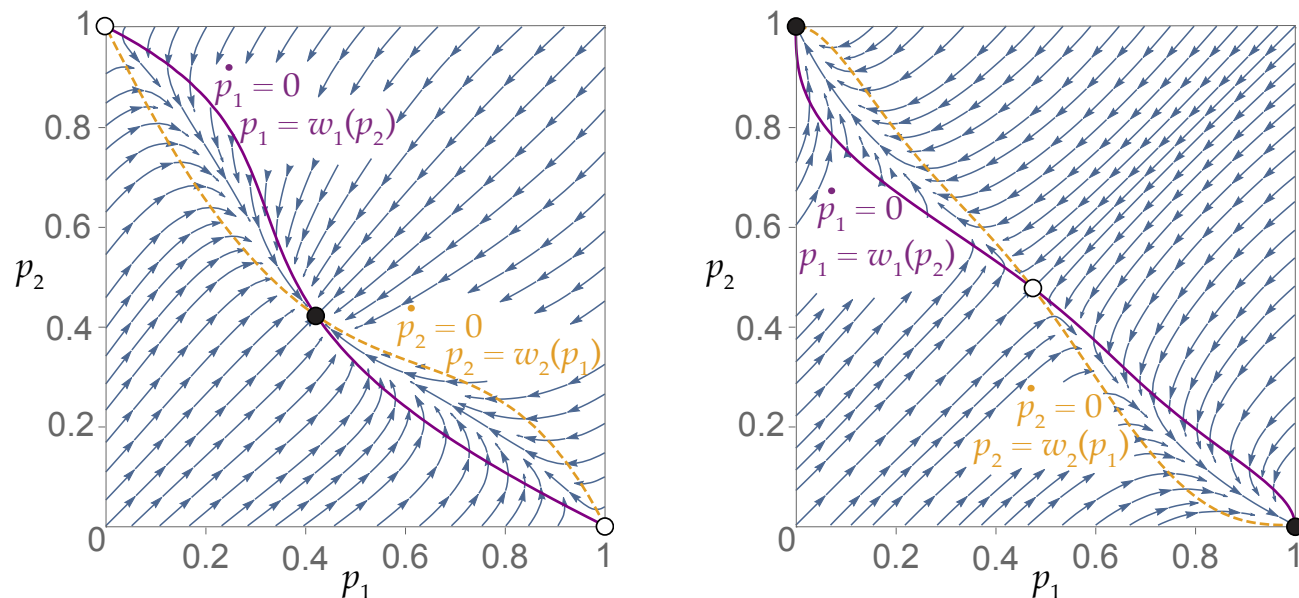 1
0.8
0.6
0.4
0.2
0
p₂
ṗ₁ = 0
p₁ = w₁(p₂)
ṗ₂ = 0
p₂ = w₂(p₁)
0.2
0.4
0.6
0.8
1
p₁
1
0.8
0.6
0.4
0.2
0
p₂
ṗ₁ = 0
p₁ = w₁(p₂)
ṗ₂ = 0
p₂ = w₂(p₁)
0.2
0.4
0.6
0.8
1
p₁